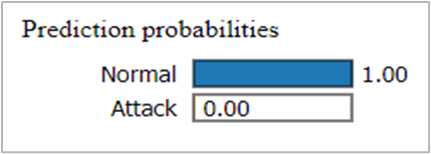 Prediction probabilities
Normal 1.00
Attack 0.00